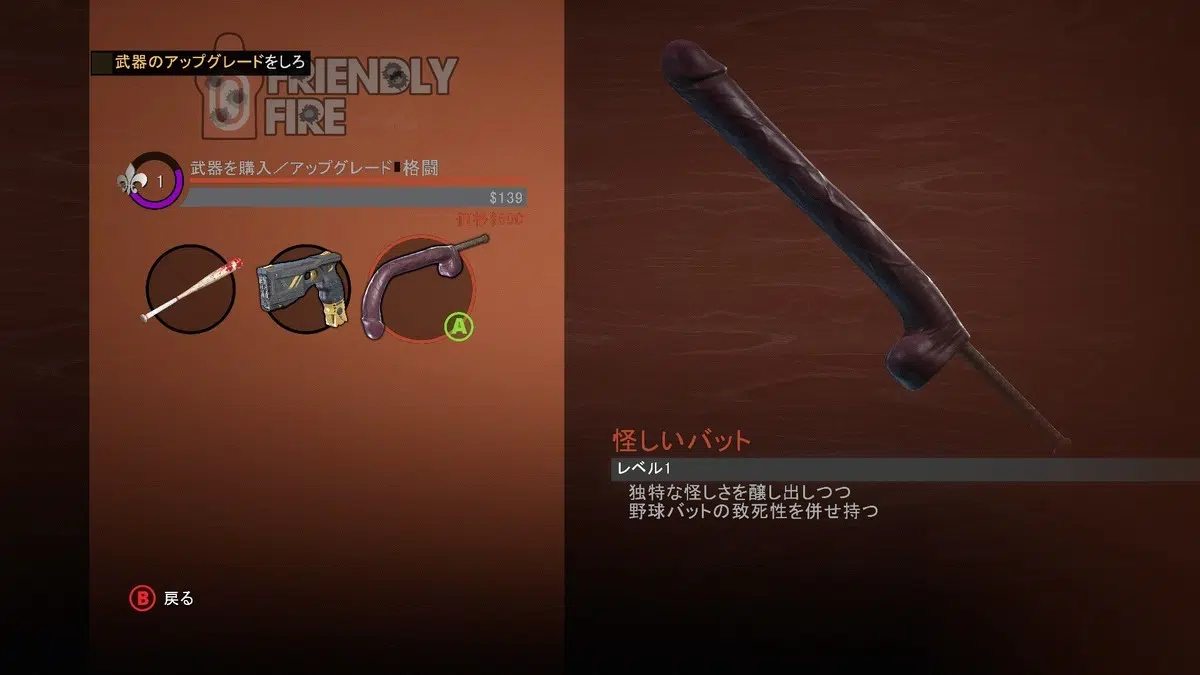 武器のアップグレードをしろ
FRIENDLY
FIRE
1
武器を購入／アップグレード▪格闘
$139
A
怪しいバット
レベル1
独特な怪しさを醸し出しつつ
野球バットの致死性を併せ持つ
B 戻る